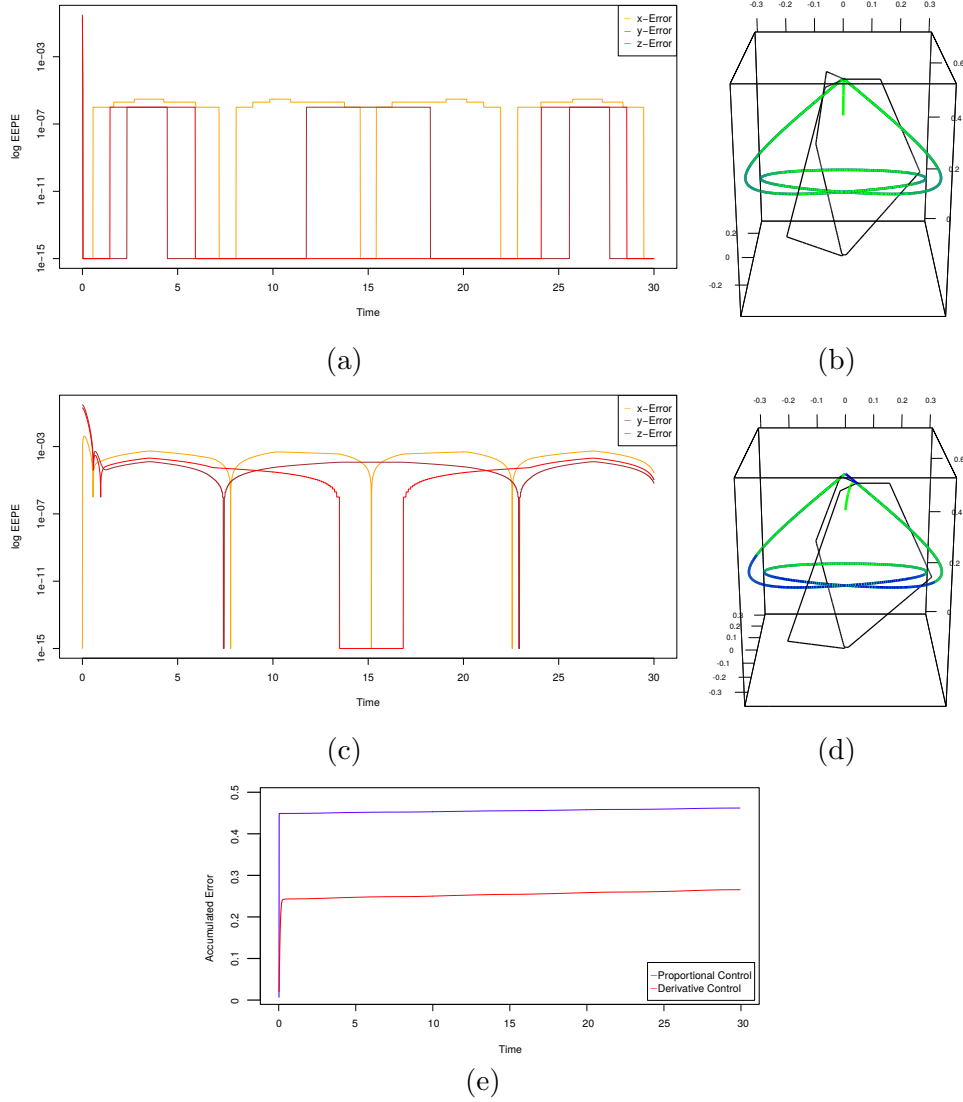 x−Error
y−Error
z−Error
log EEPE
1e−03
1e−07
1e−11
1e−15
0 5 10 15 20 25 30
Time
(a)
-0.3 -0.2 -0.1 0 0.1 0.2 0.3
0.6
0.4
0.2
0
0.2
0
-0.2
(b)
x−Error
y−Error
z−Error
log EEPE
1e−03
1e−07
1e−11
1e−15
0 5 10 15 20 25 30
Time
(c)
-0.3 -0.2 -0.1 0 0.1 0.2 0.3
0.6
0.4
0.2
0
0.3
0.2
0.1
0
-0.1
-0.2
-0.3
(d)
Accumulated Error
0.5
0.4
0.3
0.2
0.1
0
Proportional Control
Derivative Control
0 5 10 15 20 25 30
Time
(e)